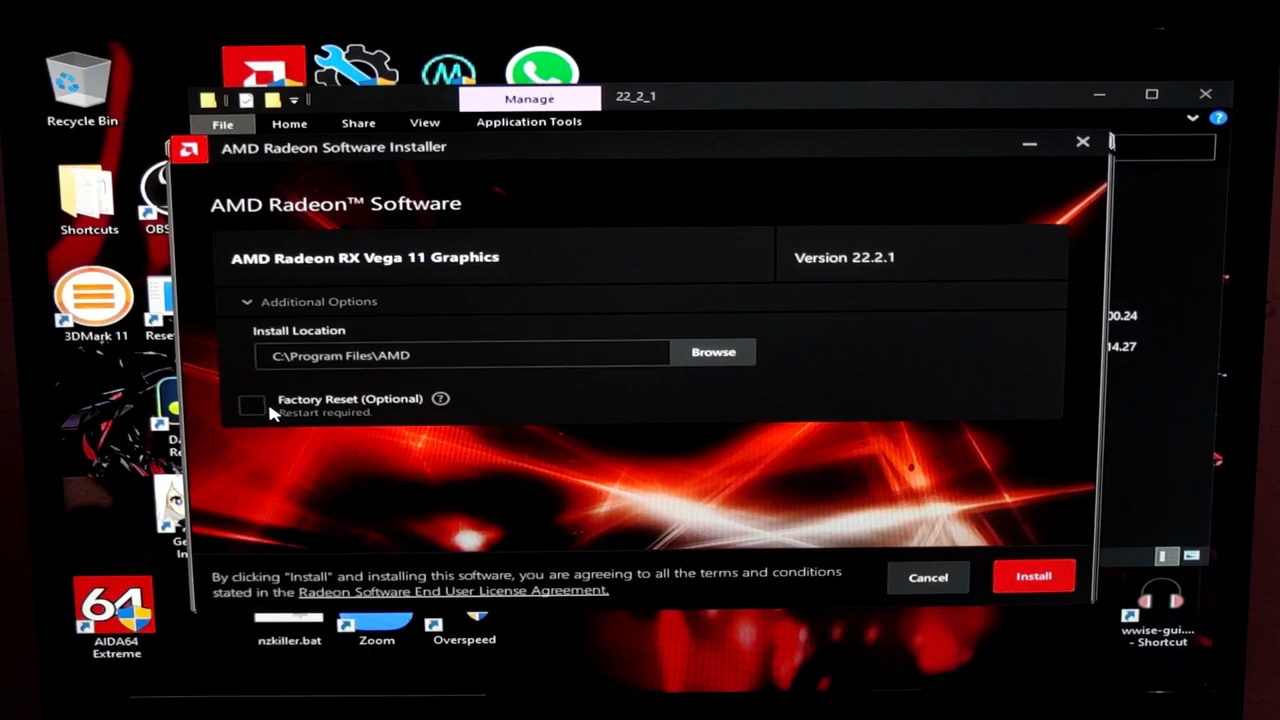 Recycle Bin
Manage
22_2_1
File
Home
Share
View
Application Tools
AMD Radeon Software Installer
Shortcuts
OBS
AMD Radeon™ Software
AMD Radeon RX Vega 11 Graphics
Version 22.2.1
Additional Options
Install Location
C:\Program Files\AMD
Browse
3DMark 11
Rese
00.24
14.27
Factory Reset (Optional) ?
Restart required.
By clicking "Install" and installing this software, you are agreeing to all the terms and conditions
stated in the Radeon Software End User License Agreement.
Cancel
Install
64
AIDA64
Extreme
nzkiller.bat
Zoom
Overspeed
wwise-gui....
- Shortcut